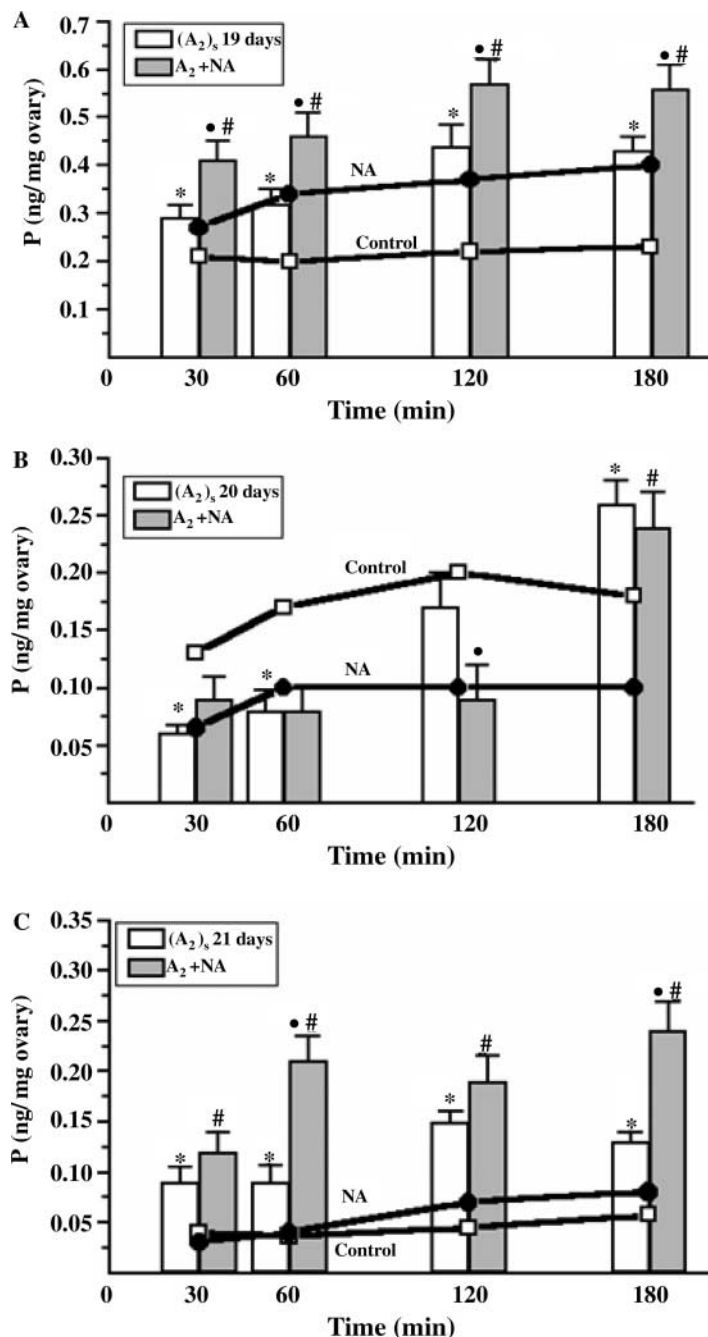 A
(A₂)ₛ 19 days
A₂ +NA
P (ng/mg ovary)
0.7
0.6
0.5
0.4
0.3
0.2
0.1
0
* • # * • # * • # * • #
NA
Control
30 60 120 180
Time (min)
B
(A₂)ₛ 20 days
A₂ +NA
P (ng/mg ovary)
0.30
0.25
0.20
0.15
0.10
0.05
0
* * • * #
Control
NA
30 60 120 180
Time (min)
C
(A₂)ₛ 21 days
A₂ +NA
P (ng/mg ovary)
0.35
0.30
0.25
0.20
0.15
0.10
0.05
0
* # * • # * # * • #
NA
Control
30 60 120 180
Time (min)